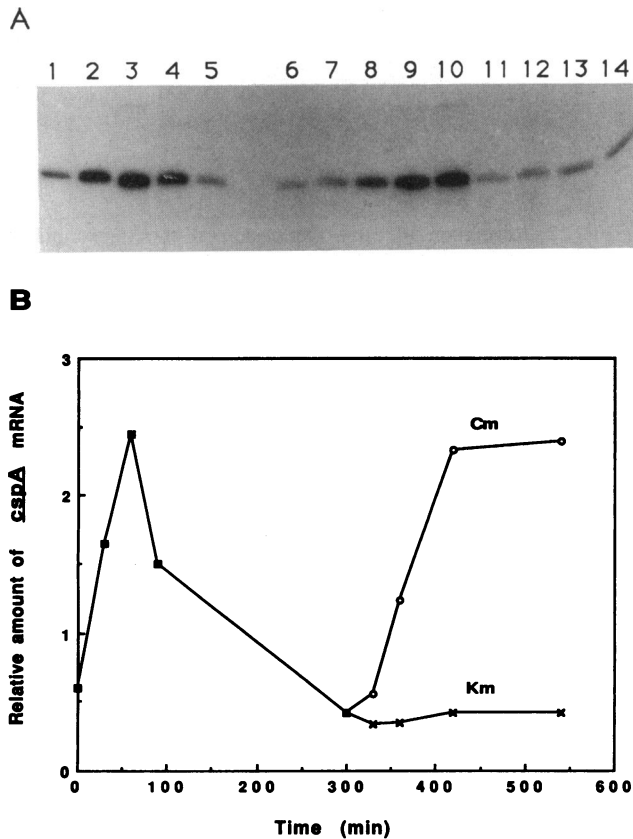 A
1 2 3 4 5 6 7 8 9 10 11 12 13 14
B
Relative amount of cspA mRNA
3
2
1
0
Cm
Km
0 100 200 300 400 500 600
Time (min)